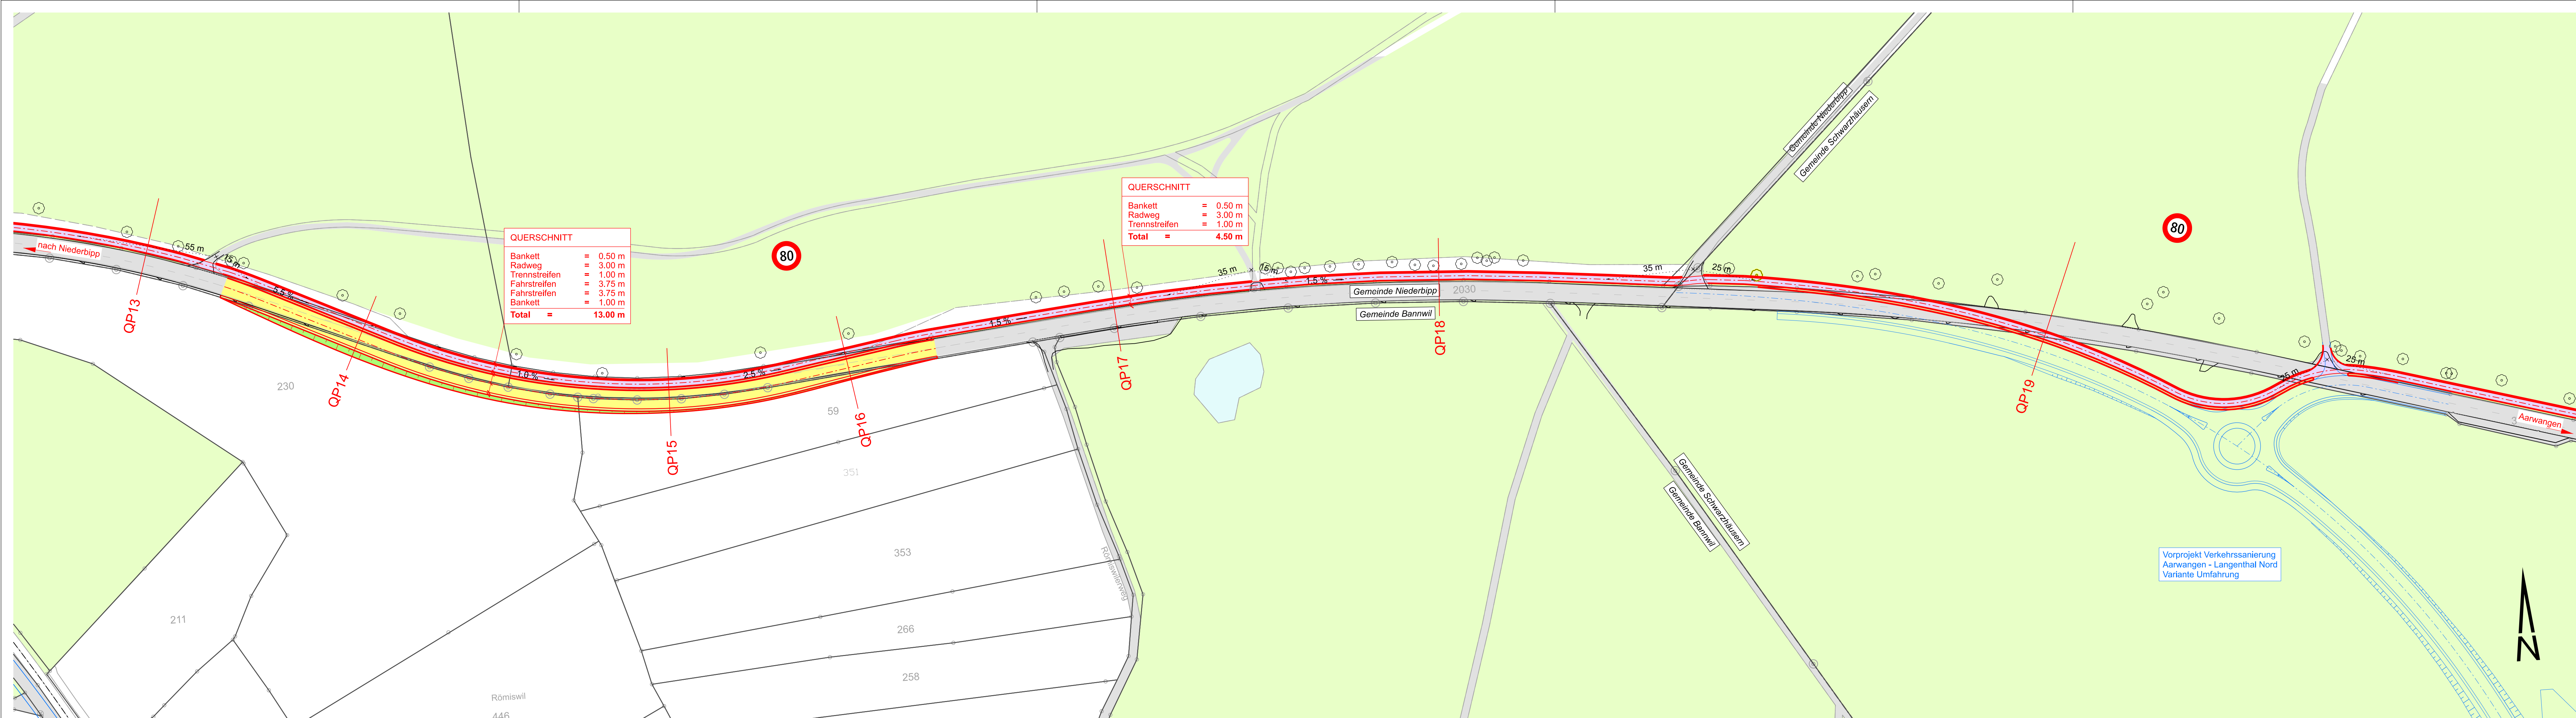 QUERSCHNITT
Bankett = 0.50 m
Radweg = 3.00 m
Trennstreifen = 1.00 m
Fahrstreifen = 3.75 m
Fahrstreifen = 3.75 m
Bankett = 1.00 m
Total = 13.00 m
QUERSCHNITT
Bankett = 0.50 m
Radweg = 3.00 m
Trennstreifen = 1.00 m
Total = 4.50 m
80
80
Gemeinde Niederbipp
Gemeinde Schwarzhäusern
nach Niederbipp
55 m
15 m
5.5 %
1.0 %
2.5 %
1.5 %
35 m
16 m
1.5 %
Gemeinde Niederbipp
2030
Gemeinde Bannwil
35 m
25 m
25 m
25 m
Aarwangen
QP13
QP14
QP15
QP16
QP17
QP18
QP19
230
59
351
353
211
266
258
Römiswilerweg
Römiswil
446
Gemeinde Schwarzhäusern
Gemeinde Bannwil
Vorprojekt Verkehrssanierung
Aarwangen - Langenthal Nord
Variante Umfahrung
N